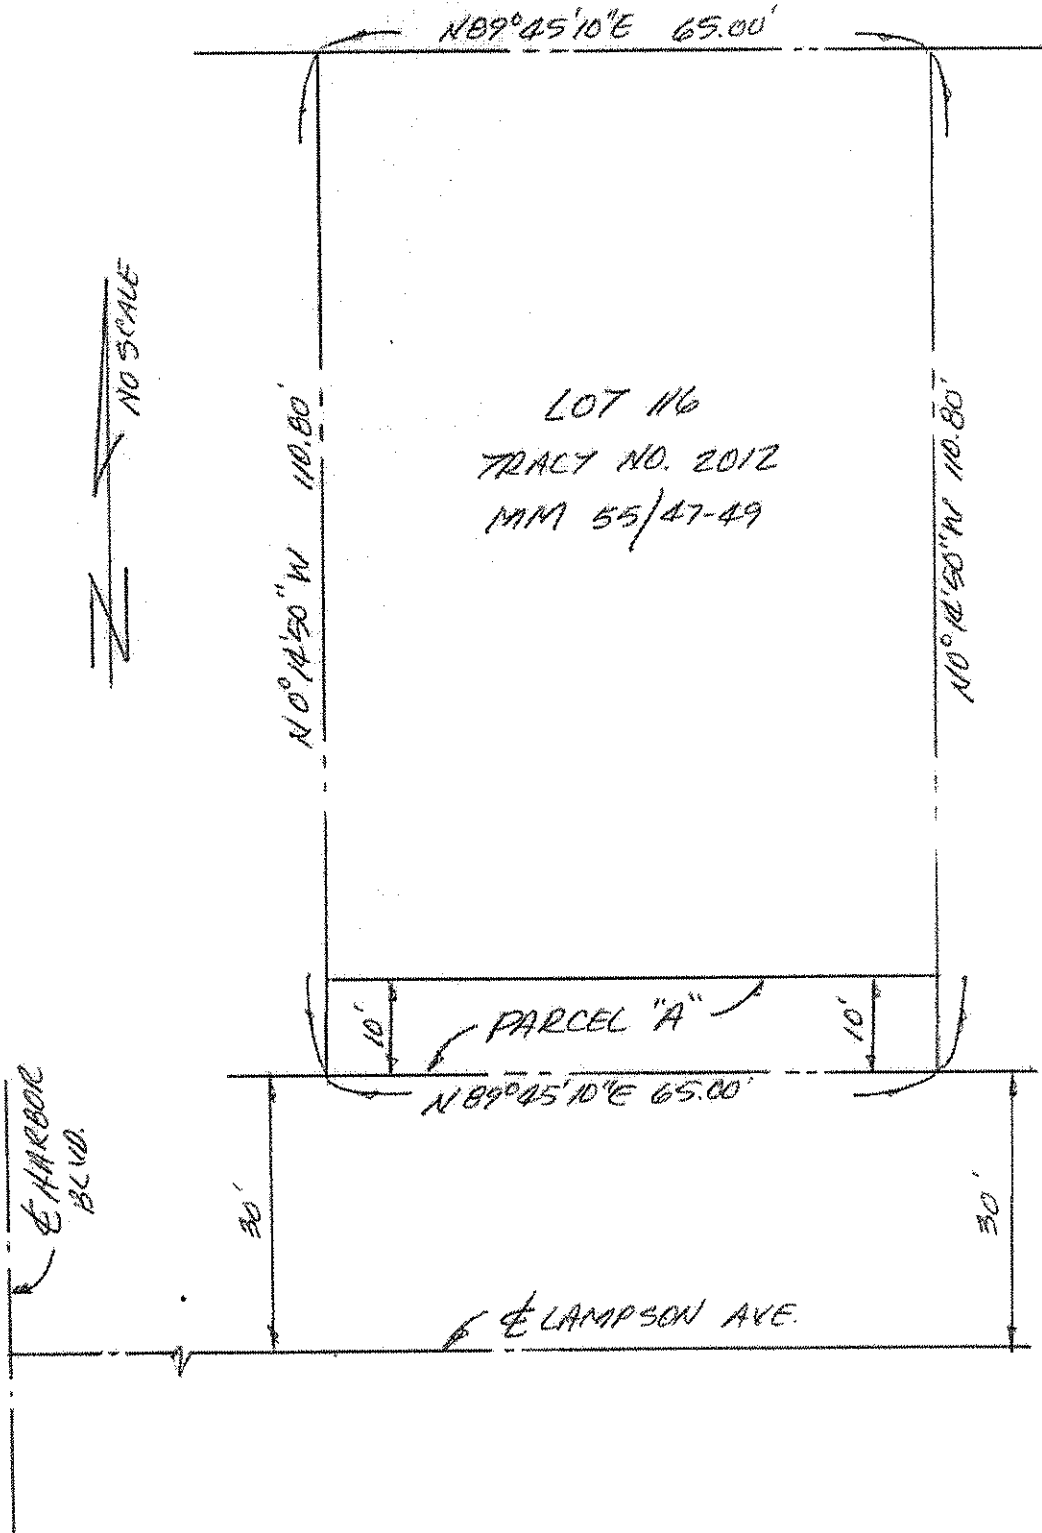 N89°45'10"E 65.00'
NO SCALE
N
N0°14'50"W 110.80'
LOT 116
TRACT NO. 2012
MM 55/47-49
N0°14'50"W 110.80'
10'
PARCEL "A"
10'
N89°45'10"E 65.00'
℄ HARBOR
BLVD.
30'
30'
℄ LAMPSON AVE.